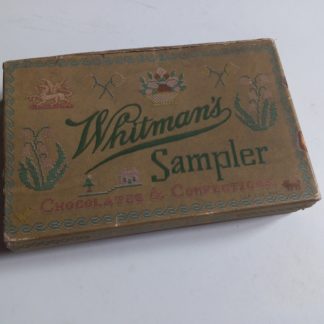 Whitman's
Sampler
CHOCOLATES & CONFECTIONS